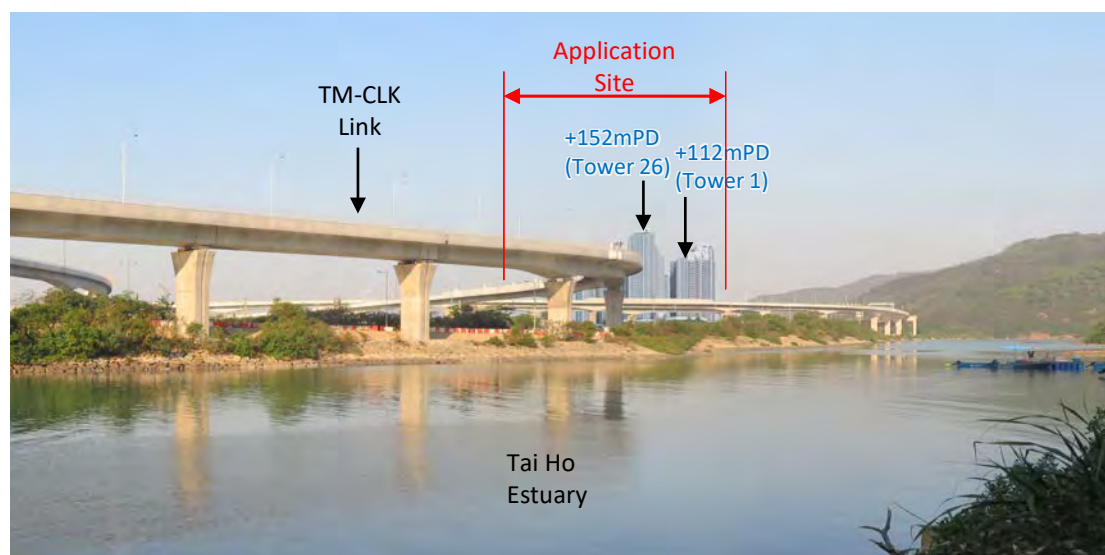 Application
Site
TM-CLK
Link
+152mPD
(Tower 26)
+112mPD
(Tower 1)
Tai Ho
Estuary